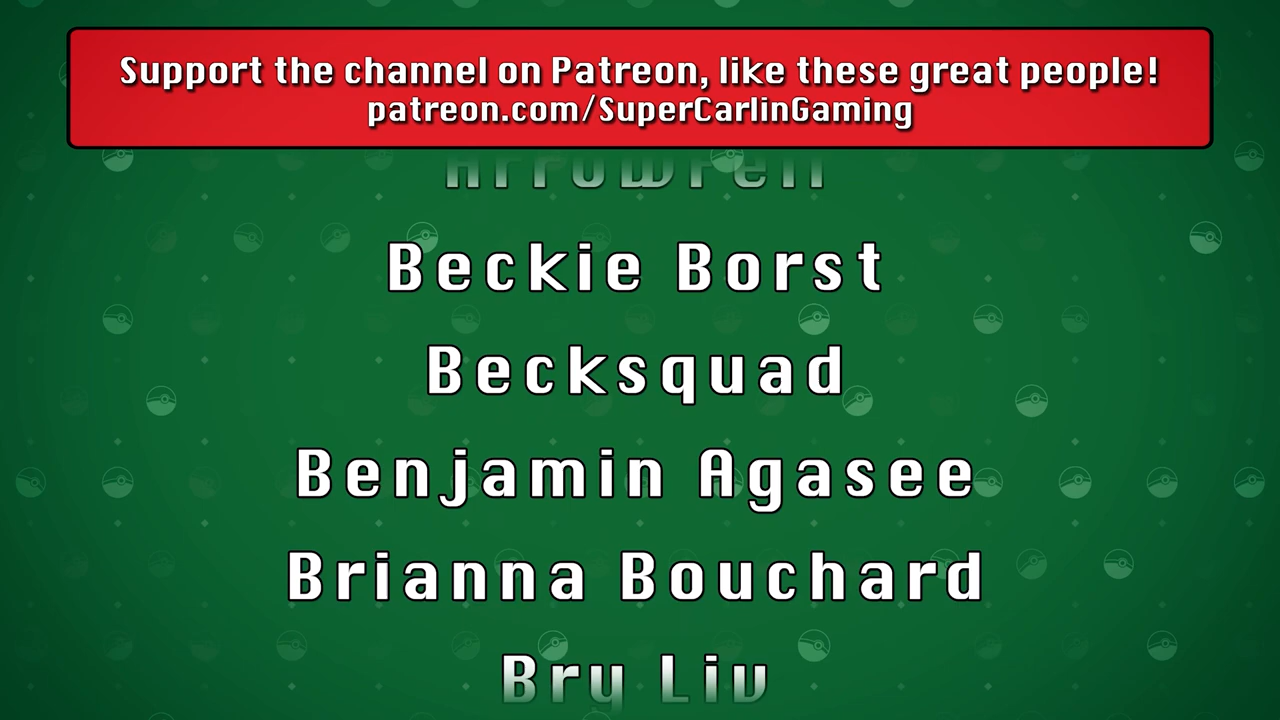 Support the channel on Patreon, like these great people!
patreon.com/SuperCarlinGaming
Beckie Borst
Becksquad
Benjamin Agasee
Brianna Bouchard
Bry Liv